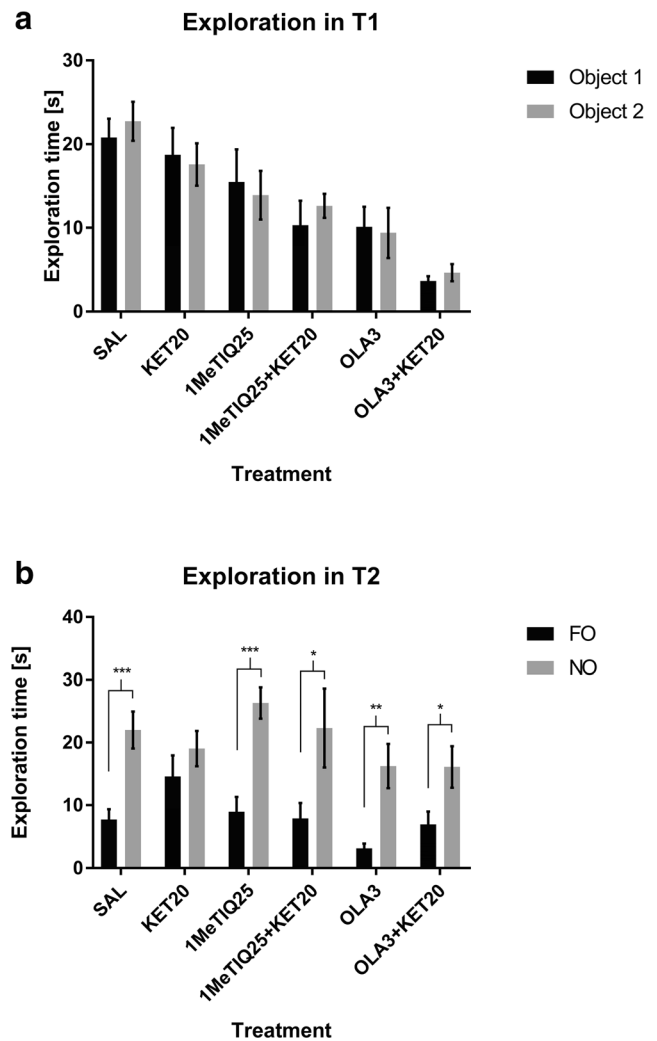 a
Exploration in T1
Exploration time [s]
30
20
10
0
SAL
KET20
1MeTIQ25
1MeTIQ25+KET20
OLA3
OLA3+KET20
Treatment
Object 1
Object 2
b
Exploration in T2
Exploration time [s]
40
30
20
10
0
***
***
*
**
*
SAL
KET20
1MeTIQ25
1MeTIQ25+KET20
OLA3
OLA3+KET20
Treatment
FO
NO